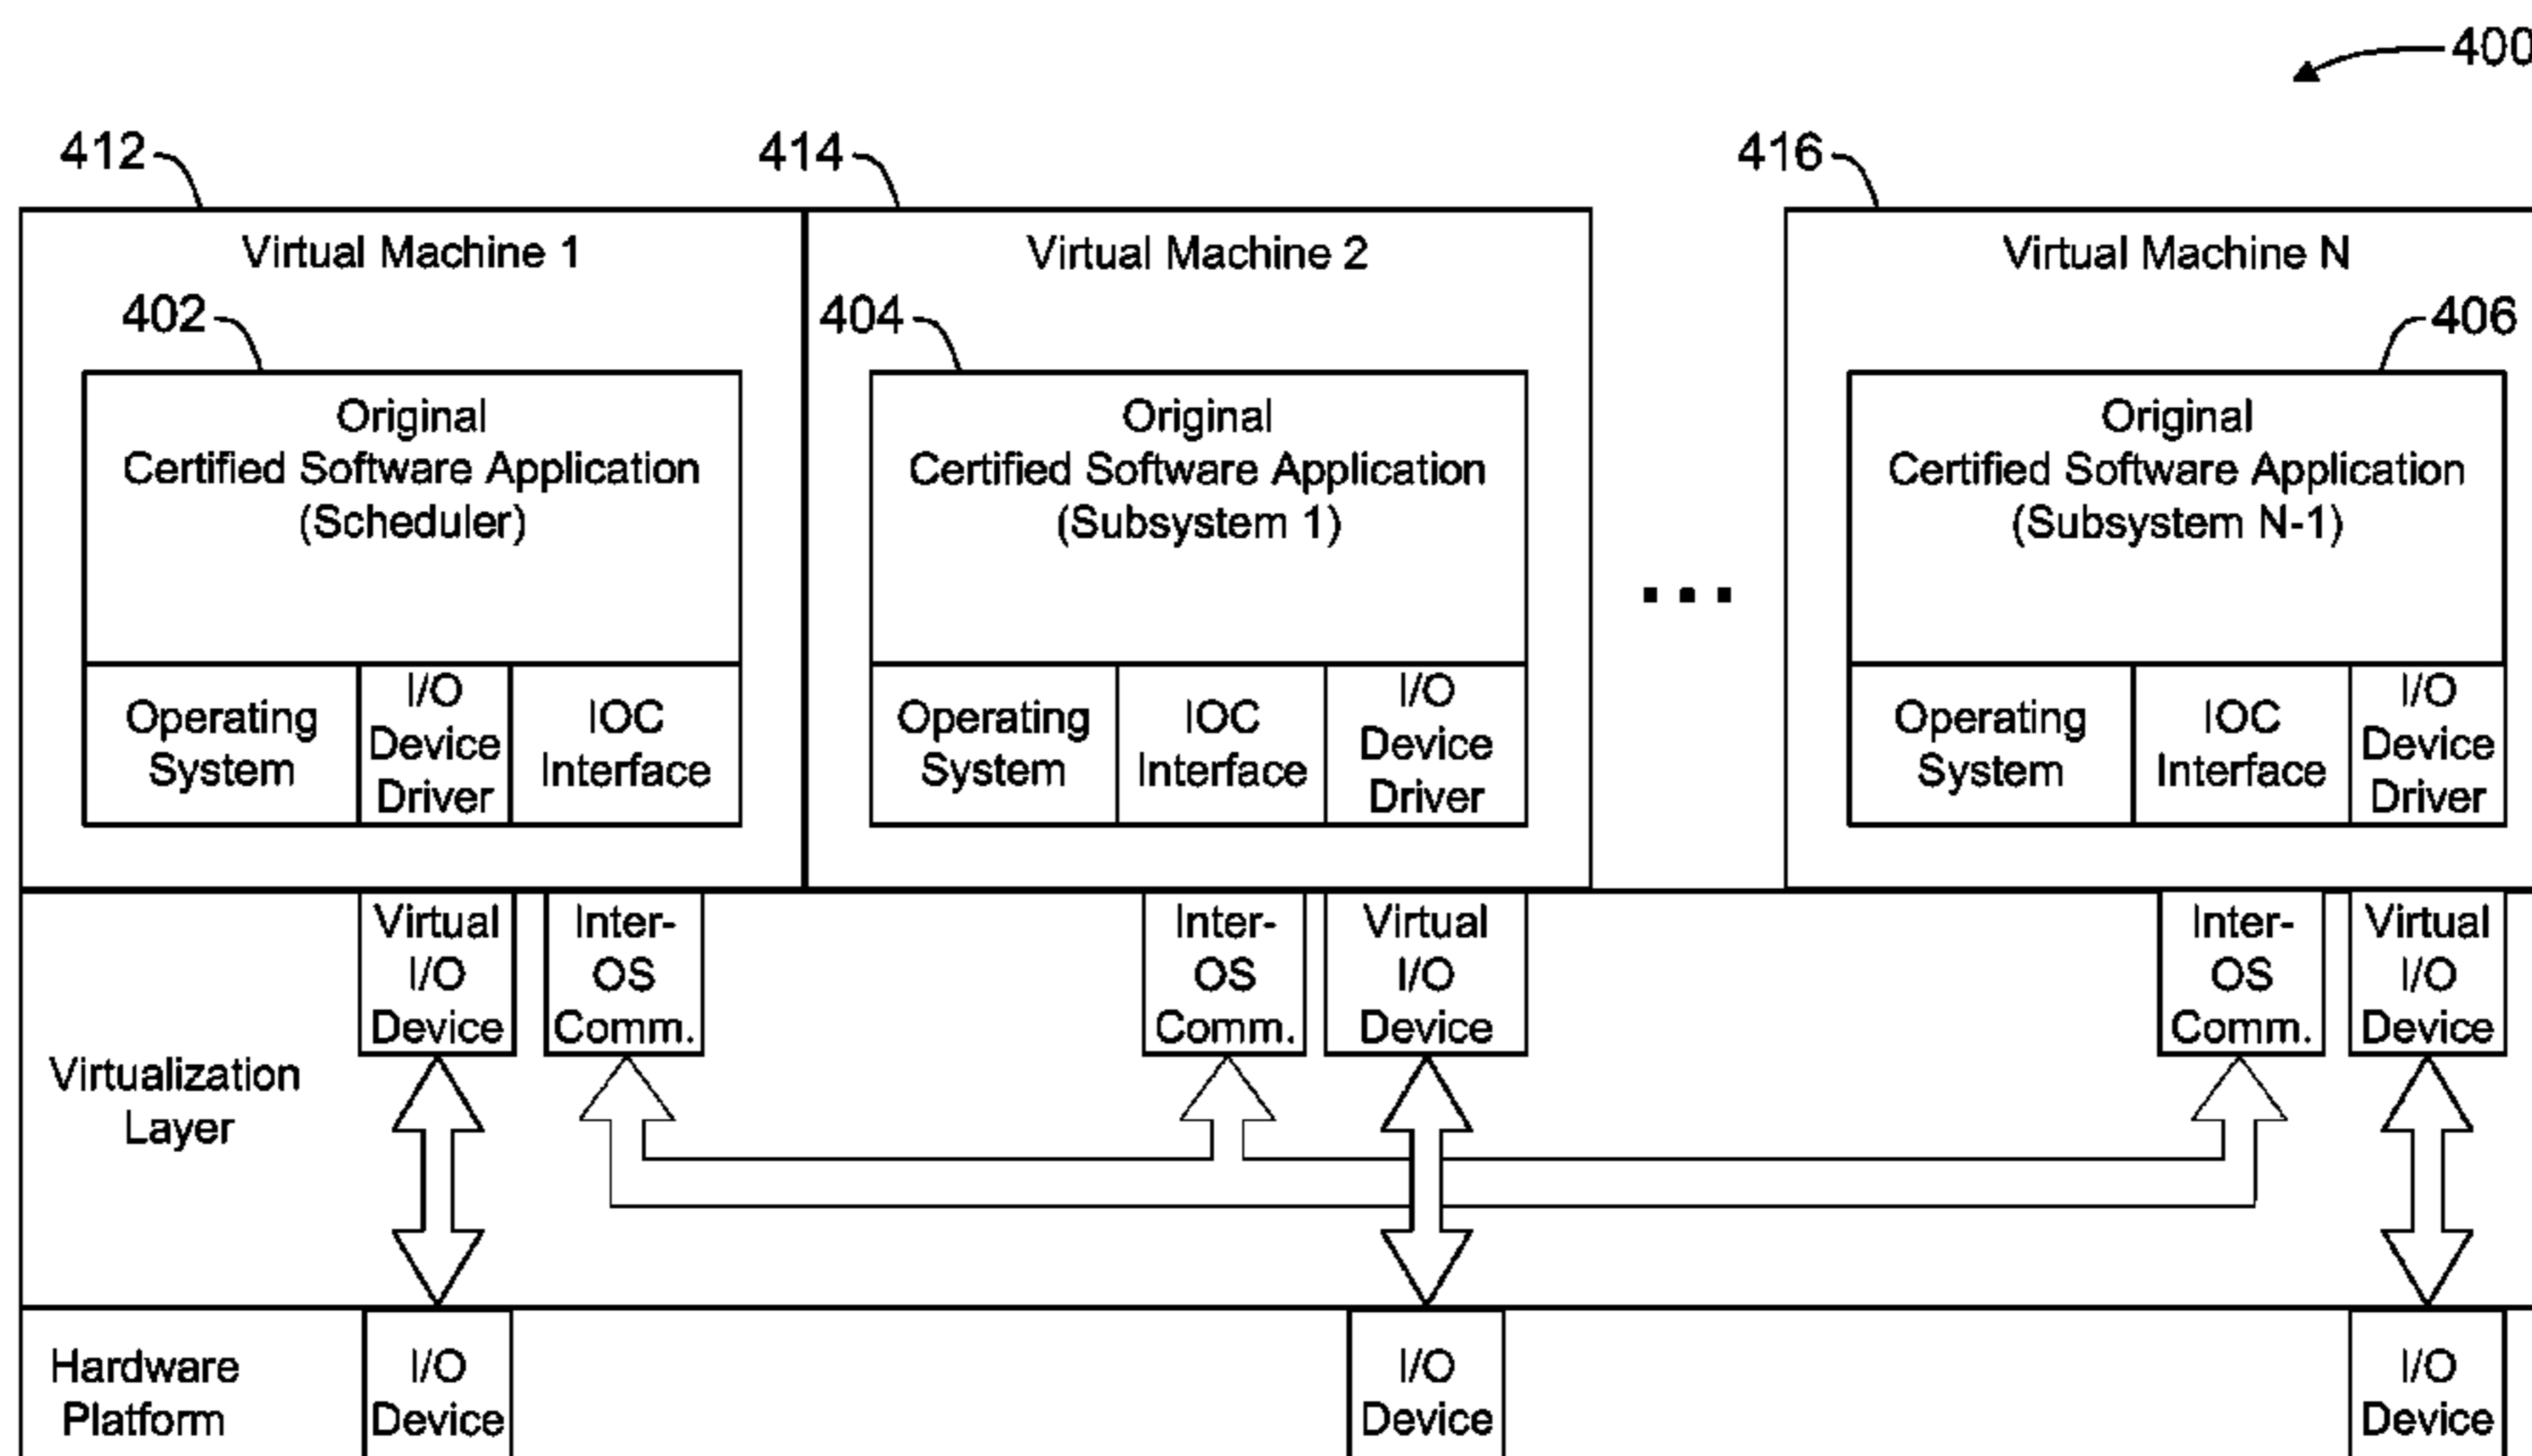 400
412
414
416
Virtual Machine 1
Virtual Machine 2
Virtual Machine N
402
404
406
Original
Certified Software Application
(Scheduler)
Original
Certified Software Application
(Subsystem 1)
Original
Certified Software Application
(Subsystem N-1)
...
Operating
System
I/O
Device
Driver
IOC
Interface
Operating
System
IOC
Interface
I/O
Device
Driver
Operating
System
IOC
Interface
I/O
Device
Driver
Virtual
I/O
Device
Inter-
OS
Comm.
Inter-
OS
Comm.
Virtual
I/O
Device
Inter-
OS
Comm.
Virtual
I/O
Device
Virtualization
Layer
Hardware
Platform
I/O
Device
I/O
Device
I/O
Device